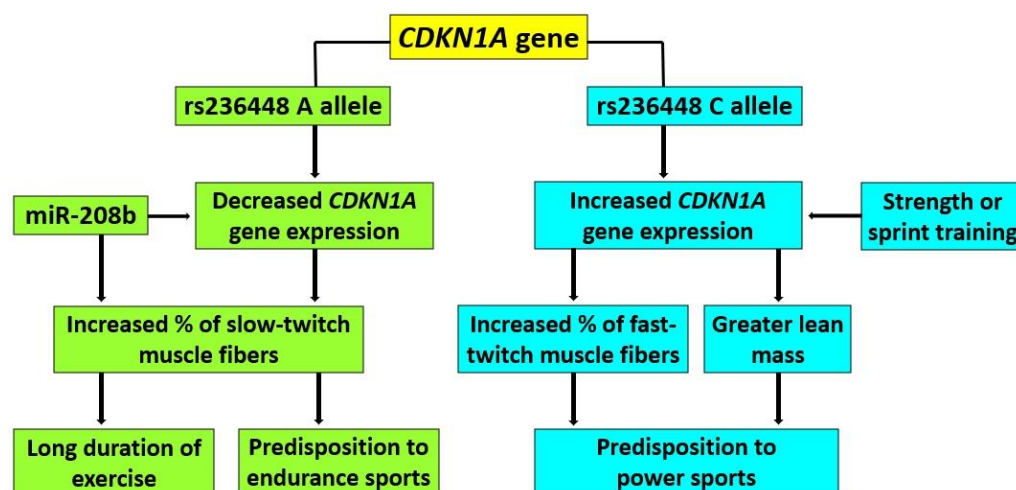 CDKN1A gene
rs236448 A allele
rs236448 C allele
miR-208b
Decreased CDKN1A
gene expression
Increased CDKN1A
gene expression
Strength or
sprint training
Increased % of slow-twitch
muscle fibers
Increased % of fast-
twitch muscle fibers
Greater lean
mass
Long duration of
exercise
Predisposition to
endurance sports
Predisposition to
power sports